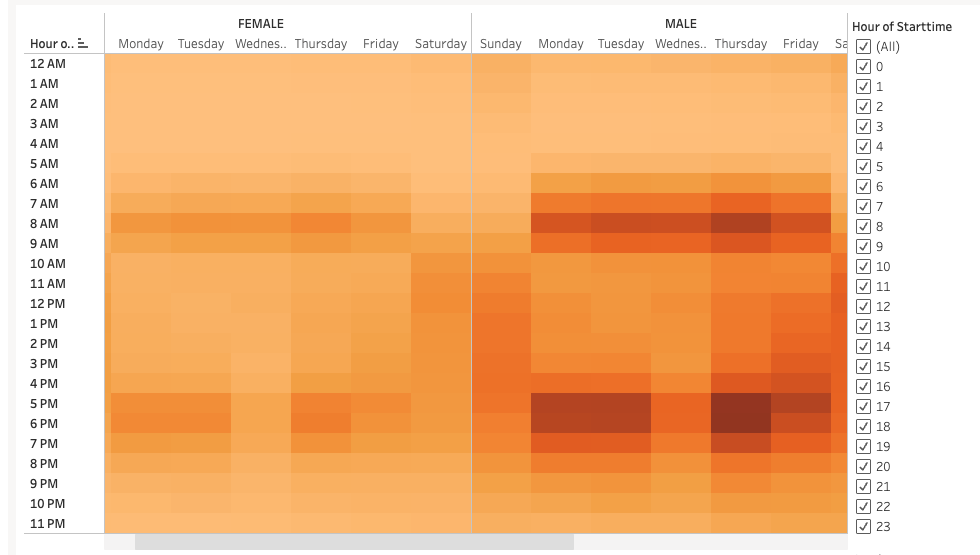 FEMALE MALE
Hour o.. Monday Tuesday Wednes.. Thursday Friday Saturday Sunday Monday Tuesday Wednes.. Thursday Friday Sa
12 AM
1 AM
2 AM
3 AM
4 AM
5 AM
6 AM
7 AM
8 AM
9 AM
10 AM
11 AM
12 PM
1 PM
2 PM
3 PM
4 PM
5 PM
6 PM
7 PM
8 PM
9 PM
10 PM
11 PM
Hour of Starttime
(All)
0
1
2
3
4
5
6
7
8
9
10
11
12
13
14
15
16
17
18
19
20
21
22
23